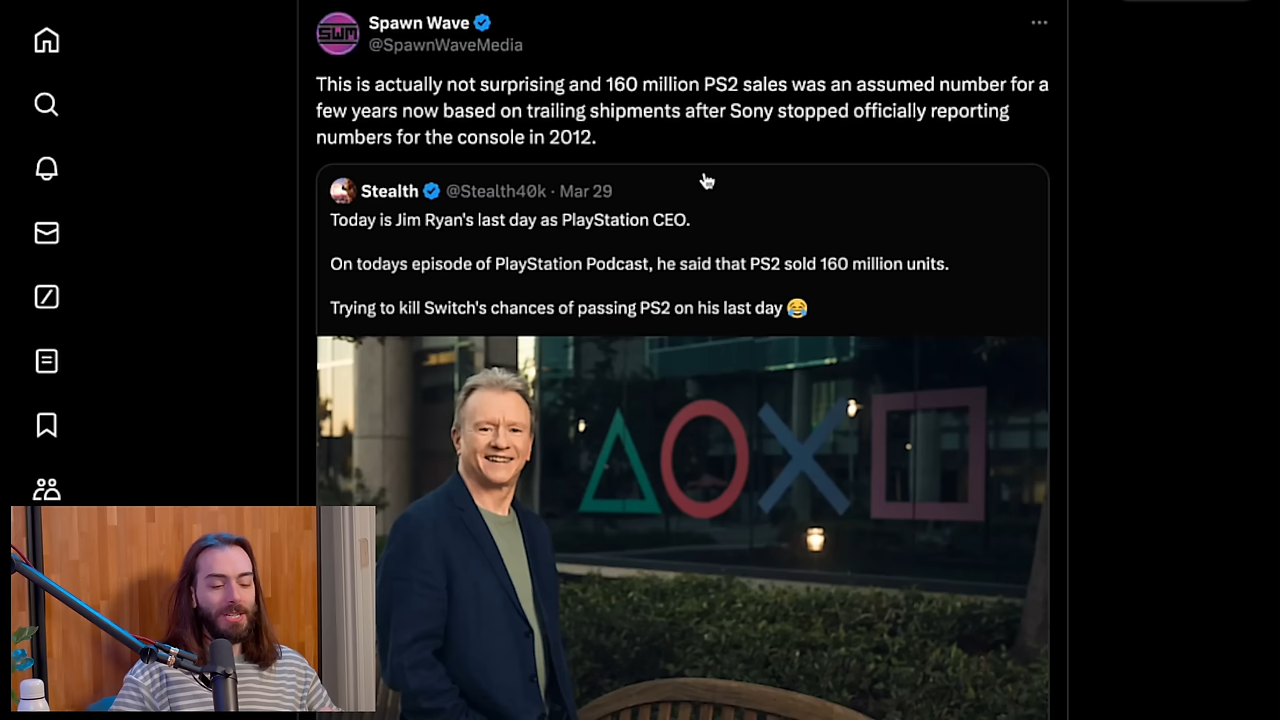 Spawn Wave
@SpawnWaveMedia
This is actually not surprising and 160 million PS2 sales was an assumed number for a
few years now based on trailing shipments after Sony stopped officially reporting
numbers for the console in 2012.
Stealth @Stealth40k · Mar 29
Today is Jim Ryan's last day as PlayStation CEO.
On todays episode of PlayStation Podcast, he said that PS2 sold 160 million units.
Trying to kill Switch's chances of passing PS2 on his last day 😂
SWM